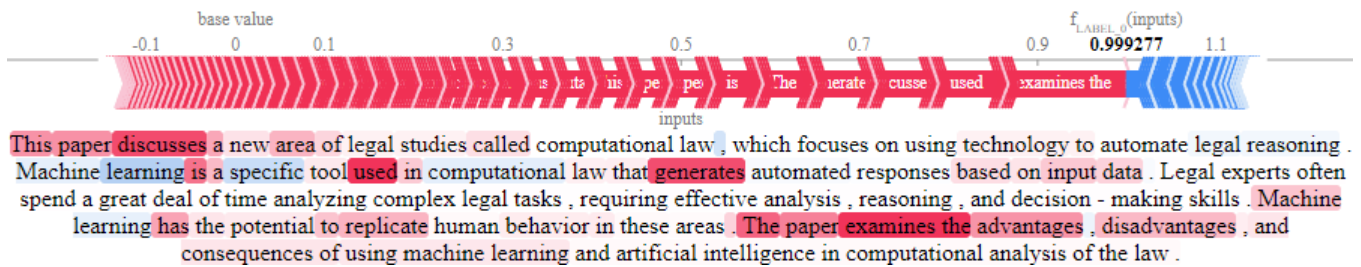 base value
f LABEL_0 (inputs)
-0.1 0 0.1 0.3 0.5 0.7 0.9 0.999277 1.1
is The used examines the
inputs
This paper discusses a new area of legal studies called computational law , which focuses on using technology to automate legal reasoning .
Machine learning is a specific tool used in computational law that generates automated responses based on input data . Legal experts often
spend a great deal of time analyzing complex legal tasks , requiring effective analysis , reasoning , and decision - making skills . Machine
learning has the potential to replicate human behavior in these areas . The paper examines the advantages , disadvantages , and
consequences of using machine learning and artificial intelligence in computational analysis of the law .